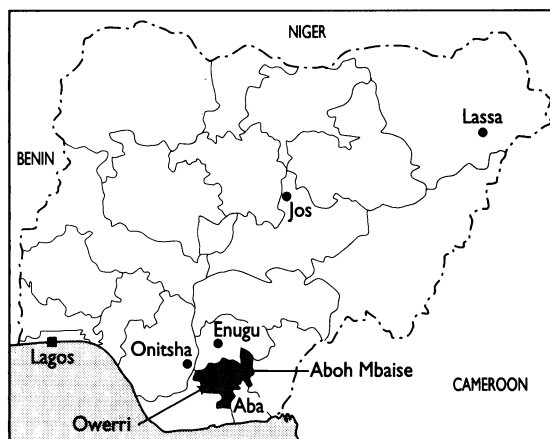 NIGER
Lassa
BENIN
Jos
Enugu
Lagos
Onitsha
Aboh Mbaise
CAMEROON
Aba
Owerri